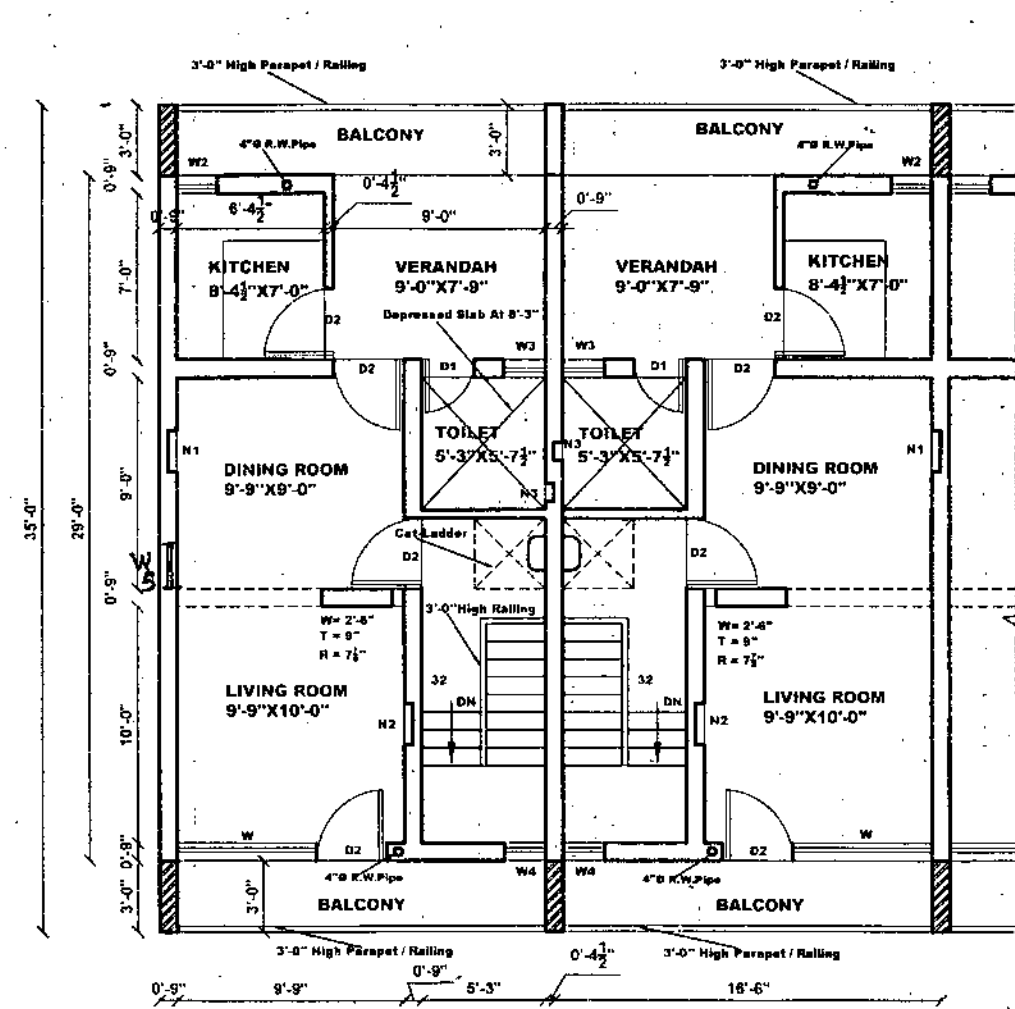 3'-0" High Parapet / Railing
3'-0" High Parapet / Railing
BALCONY
BALCONY
3'-0"
3'-0"
4"Ø R.W.Pipe
4"Ø R.W.Pipe
W2
W2
0'-9"
0'-4½"
6'-4½"
0'-9"
9'-0"
0'-9"
KITCHEN
8'-4½"X7'-0"
VERANDAH
9'-0"X7'-9"
VERANDAH
9'-0"X7'-9"
KITCHEN
8'-4½"X7'-0"
7'-0"
Depressed Slab At 8'-3"
D2
D2
W3
W3
0'-9"
D2
D1
D1
D2
TOILET
5'-3"X5'-7½"
TOILET
5'-3"X5'-7½"
N1
N3
N1
DINING ROOM
9'-9"X9'-0"
DINING ROOM
9'-9"X9'-0"
9'-0"
N3
35'-0"
29'-0"
Cat-Ladder
D2
D2
W5
0'-9"
3'-0"High Railing
W= 2'-6"
T = 9"
R = 7⅞"
W= 2'-6"
T = 9"
R = 7⅞"
LIVING ROOM
9'-9"X10'-0"
LIVING ROOM
9'-9"X10'-0"
32
32
DN
DN
N2
N2
10'-0"
W
W
D2
D2
0'-9"
4"Ø R.W.Pipe
4"Ø R.W.Pipe
W4
W4
3'-0"
3'-0"
BALCONY
BALCONY
3'-0" High Parapet / Railing
3'-0" High Parapet / Railing
0'-9"
0'-4½"
0'-9"
9'-9"
5'-3"
16'-6"